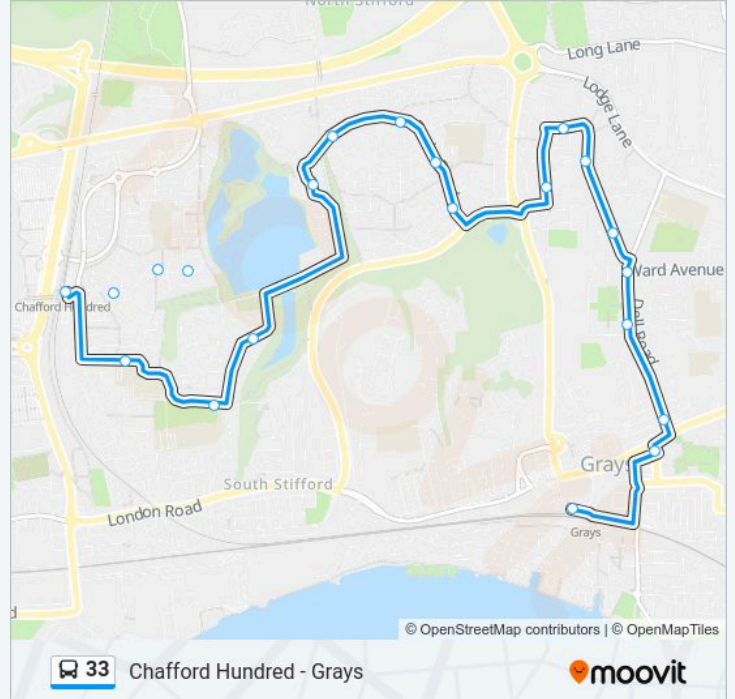 North Stifford
Long Lane
Lodge Lane
Ward Avenue
Chafford Hundred
Dell Road
Grays
South Stifford
London Road
Grays
© OpenStreetMap contributors | © OpenMapTiles
33 Chafford Hundred - Grays
moovit